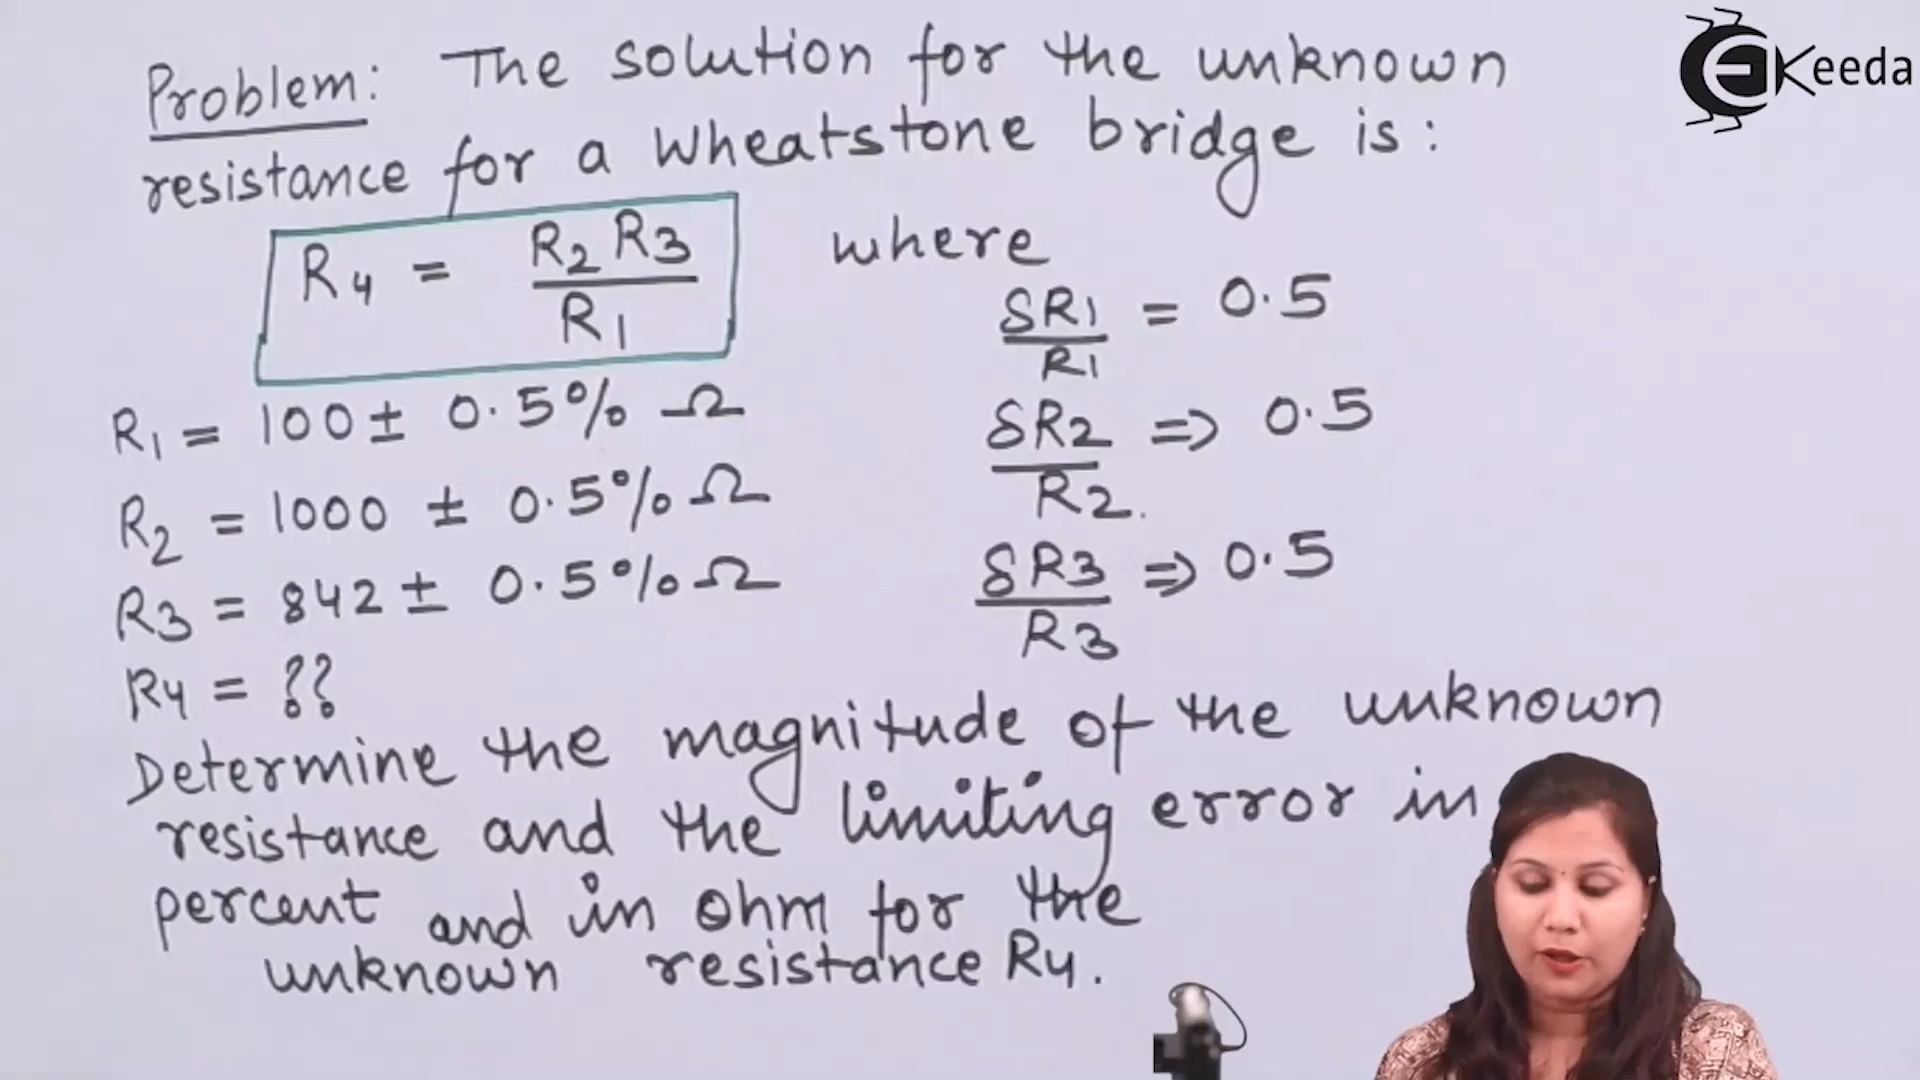 Problem: The solution for the unknown
resistance for a Wheatstone bridge is:
R4 = R2 R3 / R1 where
δR1 / R1 = 0.5
R1 = 100 ± 0.5% Ω
δR2 / R2. => 0.5
R2 = 1000 ± 0.5% Ω
δR3 / R3 => 0.5
R3 = 842 ± 0.5% Ω
R4 = ??
Determine the magnitude of the unknown
resistance and the limiting error in
percent and in ohm for the
unknown resistance R4.
EKeeda